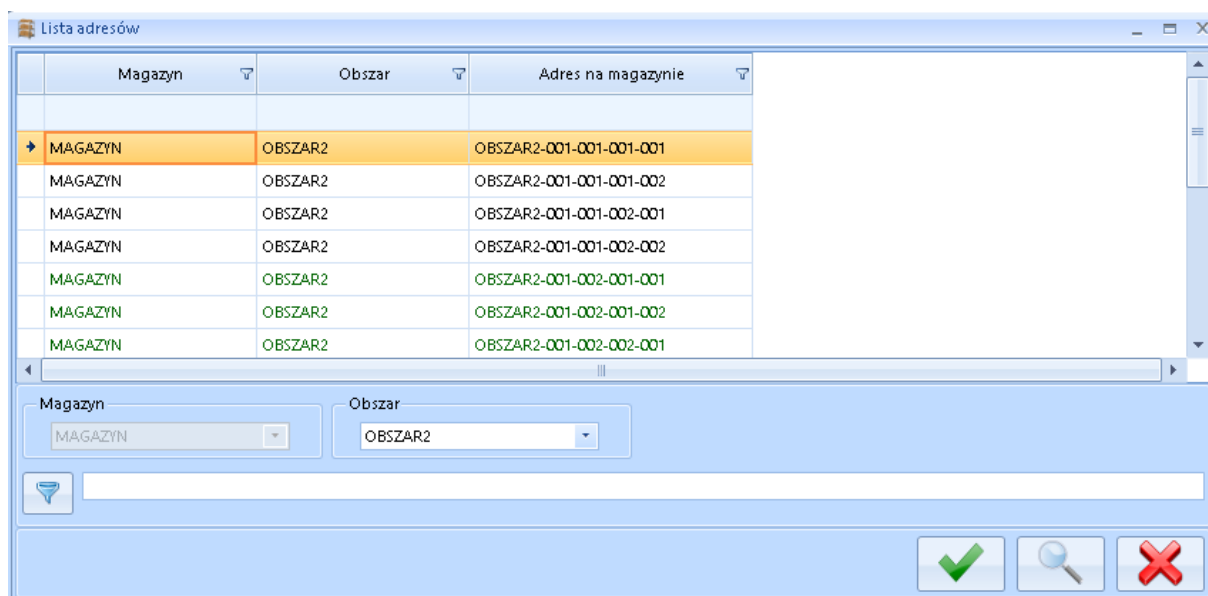 Lista adresów
Magazyn Obszar Adres na magazynie
MAGAZYN OBSZAR2 OBSZAR2-001-001-001-001
MAGAZYN OBSZAR2 OBSZAR2-001-001-001-002
MAGAZYN OBSZAR2 OBSZAR2-001-001-002-001
MAGAZYN OBSZAR2 OBSZAR2-001-001-002-002
MAGAZYN OBSZAR2 OBSZAR2-001-002-001-001
MAGAZYN OBSZAR2 OBSZAR2-001-002-001-002
MAGAZYN OBSZAR2 OBSZAR2-001-002-002-001
Magazyn Obszar
MAGAZYN OBSZAR2